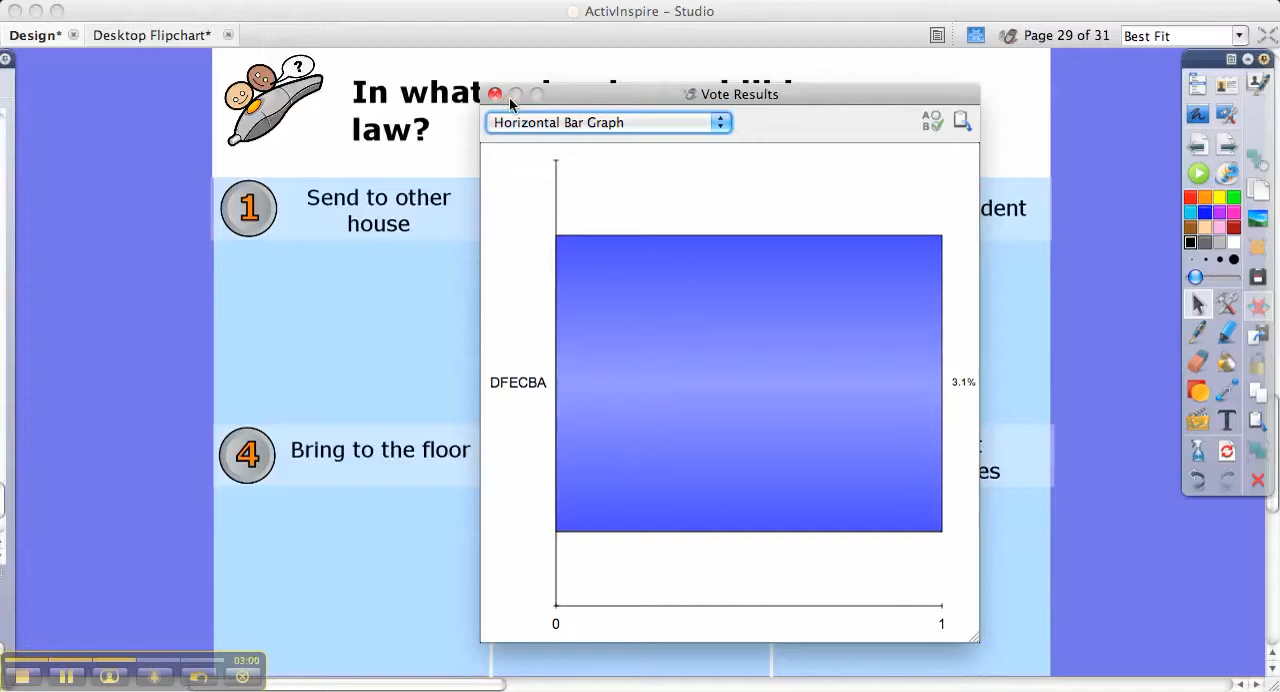 ActivInspire – Studio
Design*
Desktop Flipchart*
Page 29 of 31
Best Fit
?
In what
law?
Vote Results
Horizontal Bar Graph
A
B
1
Send to other
house
dent
DFECBA
3.1%
4
Bring to the floor
es
0
1
T
03:00